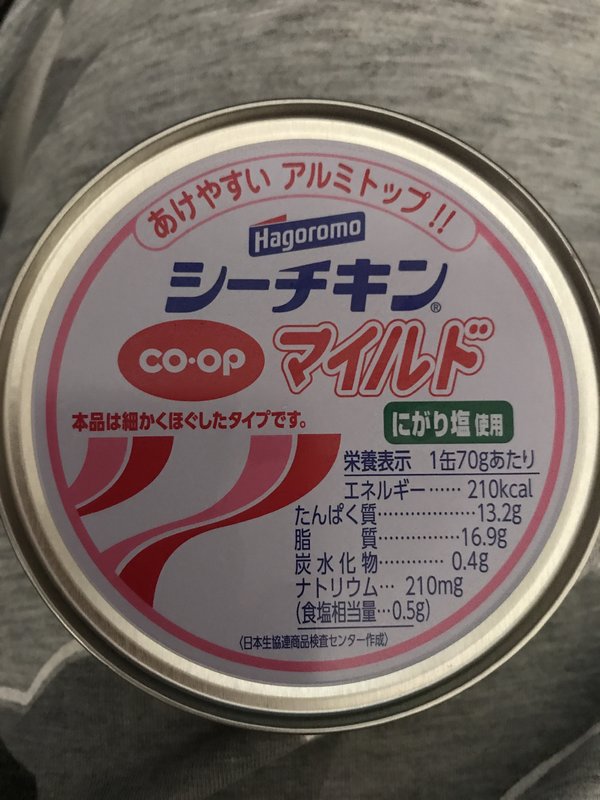 あけやすい アルミトップ!!
Hagoromo
シーチキン®
CO・OP マイルド
本品は細かくほぐしたタイプです。
にがり塩使用
栄養表示 1缶70gあたり
エネルギー…… 210kcal
たんぱく質………………13.2g
脂質……………16.9g
炭水化物………… 0.4g
ナトリウム… 210mg
(食塩相当量…0.5g)
〈日本生協連商品検査センター作成〉